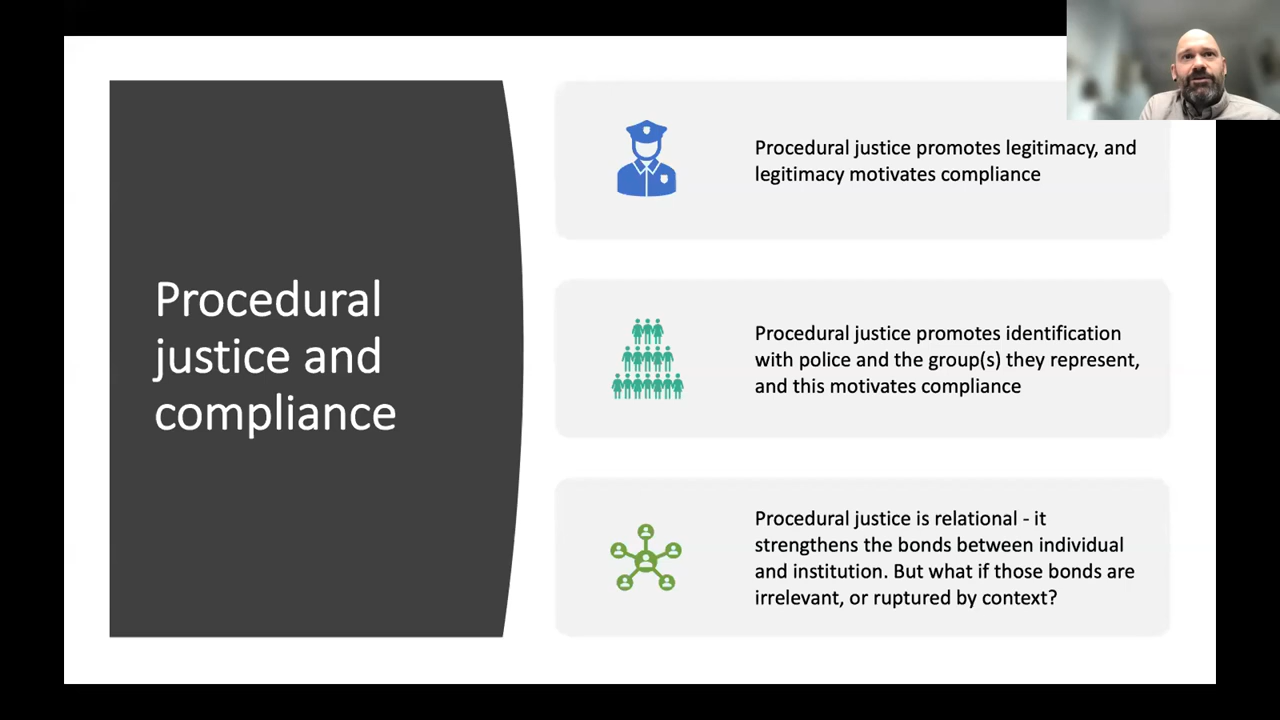 Procedural
justice and
compliance
Procedural justice promotes legitimacy, and
legitimacy motivates compliance
Procedural justice promotes identification
with police and the group(s) they represent,
and this motivates compliance
Procedural justice is relational - it
strengthens the bonds between individual
and institution. But what if those bonds are
irrelevant, or ruptured by context?